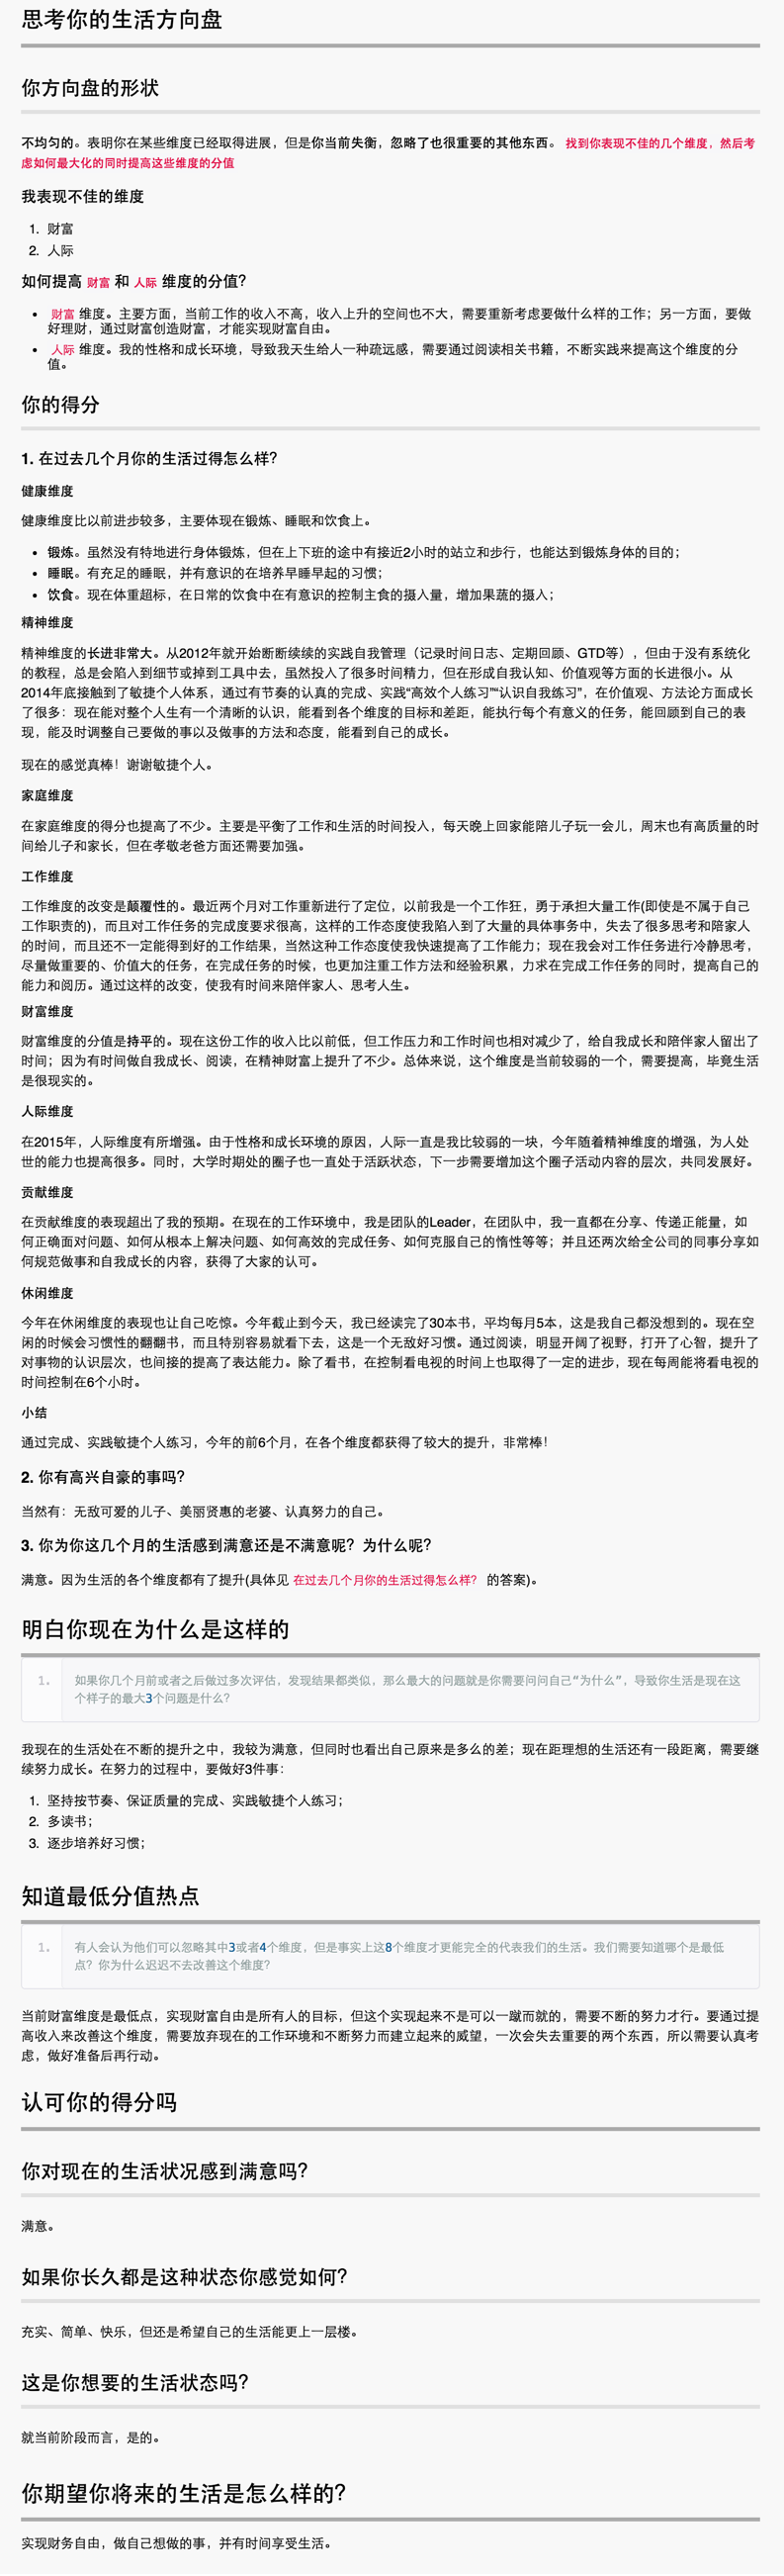 思考你的生活方向盘
你方向盘的形状
不均匀的。表明你在某些维度已经取得进展，但是你当前失衡，忽略了也很重要的其他东西。 找到你表现不佳的几个维度，然后考
虑如何最大化的同时提高这些维度的分值
我表现不佳的维度
1. 财富
2. 人际
如何提高 财富 和 人际 维度的分值？
• 财富 维度。主要方面，当前工作的收入不高，收入上升的空间也不大，需要重新考虑要做什么样的工作；另一方面，要做
好理财，通过财富创造财富，才能实现财富自由。
• 人际 维度。我的性格和成长环境，导致我天生给人一种疏远感，需要通过阅读相关书籍，不断实践来提高这个维度的分
值。
你的得分
1. 在过去几个月你的生活过得怎么样？
健康维度
健康维度比以前进步较多，主要体现在锻炼、睡眠和饮食上。
• 锻炼。虽然没有特地进行身体锻炼，但在上下班的途中有接近2小时的站立和步行，也能达到锻炼身体的目的；
• 睡眠。有充足的睡眠，并有意识的在培养早睡早起的习惯；
• 饮食。现在体重超标，在日常的饮食中在有意识的控制主食的摄入量，增加果蔬的摄入；
精神维度
精神维度的长进非常大。从2012年就开始断断续续的实践自我管理（记录时间日志、定期回顾、GTD等），但由于没有系统化
的教程，总是会陷入到细节或掉到工具中去，虽然投入了很多时间精力，但在形成自我认知、价值观等方面的长进很小。从
2014年底接触到了敏捷个人体系，通过有节奏的认真的完成、实践“高效个人练习”“认识自我练习”，在价值观、方法论方面成长
了很多：现在能对整个人生有一个清晰的认识，能看到各个维度的目标和差距，能执行每个有意义的任务，能回顾到自己的表
现，能及时调整自己要做的事以及做事的方法和态度，能看到自己的成长。
现在的感觉真棒！谢谢敏捷个人。
家庭维度
在家庭维度的得分也提高了不少。主要是平衡了工作和生活的时间投入，每天晚上回家能陪儿子玩一会儿，周末也有高质量的时
间给儿子和家长，但在孝敬老爸方面还需要加强。
工作维度
工作维度的改变是颠覆性的。最近两个月对工作重新进行了定位，以前我是一个工作狂，勇于承担大量工作(即使是不属于自己
工作职责的)，而且对工作任务的完成度要求很高，这样的工作态度使我陷入到了大量的具体事务中，失去了很多思考和陪家人
的时间，而且还不一定能得到好的工作结果，当然这种工作态度使我快速提高了工作能力；现在我会对工作任务进行冷静思考，
尽量做重要的、价值大的任务，在完成任务的时候，也更加注重工作方法和经验积累，力求在完成工作任务的同时，提高自己的
能力和阅历。通过这样的改变，使我有时间来陪伴家人、思考人生。
财富维度
财富维度的分值是持平的。现在这份工作的收入比以前低，但工作压力和工作时间也相对减少了，给自我成长和陪伴家人留出了
时间；因为有时间做自我成长、阅读，在精神财富上提升了不少。总体来说，这个维度是当前较弱的一个，需要提高，毕竟生活
是很现实的。
人际维度
在2015年，人际维度有所增强。由于性格和成长环境的原因，人际一直是我比较弱的一块，今年随着精神维度的增强，为人处
世的能力也提高很多。同时，大学时期处的圈子也一直处于活跃状态，下一步需要增加这个圈子活动内容的层次，共同发展好。
贡献维度
在贡献维度的表现超出了我的预期。在现在的工作环境中，我是团队的Leader，在团队中，我一直都在分享、传递正能量，如
何正确面对问题、如何从根本上解决问题、如何高效的完成任务、如何克服自己的惰性等等；并且还两次给全公司的同事分享如
何规范做事和自我成长的内容，获得了大家的认可。
休闲维度
今年在休闲维度的表现也让自己吃惊。今年截止到今天，我已经读完了30本书，平均每月5本，这是我自己都没想到的。现在空
闲的时候会习惯性的翻翻书，而且特别容易就看下去，这是一个无敌好习惯。通过阅读，明显开阔了视野，打开了心智，提升了
对事物的认识层次，也间接的提高了表达能力。除了看书，在控制看电视的时间上也取得了一定的进步，现在每周能将看电视的
时间控制在6个小时。
小结
通过完成、实践敏捷个人练习，今年的前6个月，在各个维度都获得了较大的提升，非常棒！
2. 你有高兴自豪的事吗？
当然有：无敌可爱的儿子、美丽贤惠的老婆、认真努力的自己。
3. 你为你这几个月的生活感到满意还是不满意呢？为什么呢？
满意。因为生活的各个维度都有了提升(具体见 在过去几个月你的生活过得怎么样？ 的答案)。
明白你现在为什么是这样的
1. 如果你几个月前或者之后做过多次评估，发现结果都类似，那么最大的问题就是你需要问问自己“为什么”，导致你生活是现在这
个样子的最大3个问题是什么？
我现在的生活处在不断的提升之中，我较为满意，但同时也看出自己原来是多么的差；现在距理想的生活还有一段距离，需要继
续努力成长。在努力的过程中，要做好3件事：
1. 坚持按节奏、保证质量的完成、实践敏捷个人练习；
2. 多读书；
3. 逐步培养好习惯；
知道最低分值热点
1. 有人会认为他们可以忽略其中3或者4个维度，但是事实上这8个维度才更能完全的代表我们的生活。我们需要知道哪个是最低
点？你为什么迟迟不去改善这个维度？
当前财富维度是最低点，实现财富自由是所有人的目标，但这个实现起来不是可以一蹴而就的，需要不断的努力才行。要通过提
高收入来改善这个维度，需要放弃现在的工作环境和不断努力而建立起来的威望，一次会失去重要的两个东西，所以需要认真考
虑，做好准备后再行动。
认可你的得分吗
你对现在的生活状况感到满意吗？
满意。
如果你长久都是这种状态你感觉如何？
充实、简单、快乐，但还是希望自己的生活能更上一层楼。
这是你想要的生活状态吗？
就当前阶段而言，是的。
你期望你将来的生活是怎么样的？
实现财务自由，做自己想做的事，并有时间享受生活。